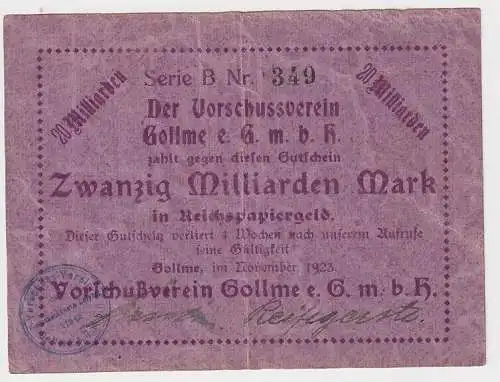 20 Milliarden
Serie B Nr. 349
20 Milliarden
Der Vorschussverein
Gollme e. G. m. b. H.
zahlt gegen diesen Gutschein
Zwanzig Milliarden Mark
in Reichspapiergeld.
Dieser Gutschein verliert 4 Wochen nach unserem Aufrufe
seine Gültigkeit
Gollme, im November 1923.
Vorschußverein Gollme e. G. m. b. H.